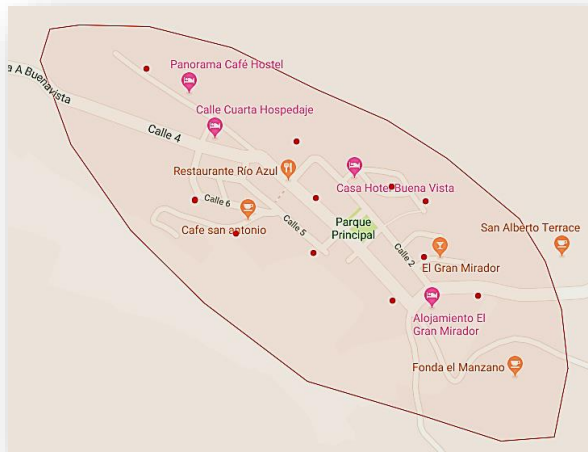 Panorama Café Hostel
a A Buenavista
Calle Cuarta Hospedaje
Calle 4
Restaurante Río Azul
Casa Hotel Buena Vista
Calle 6
Cafe san antonio
Calle 5
Parque
Principal
Calle 2
San Alberto Terrace
El Gran Mirador
Alojamiento El
Gran Mirador
Fonda el Manzano